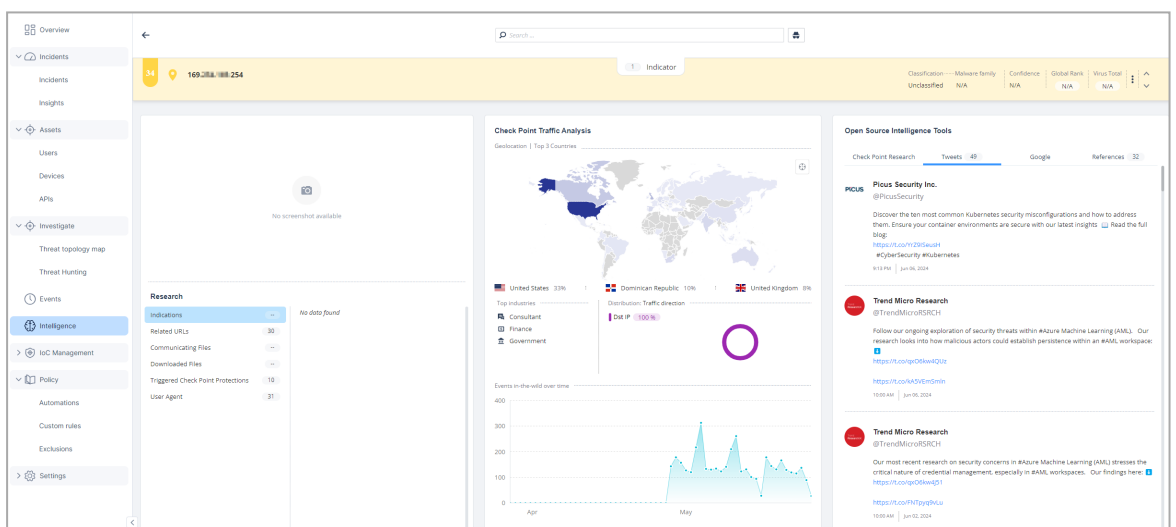 Overview
Incidents
Incidents
Insights
Assets
Users
Devices
APIs
Investigate
Threat topology map
Threat Hunting
Events
Intelligence
IoC Management
Policy
Automations
Custom rules
Exclusions
Settings
Search ...
34
169. .254
1 Indicator
Classification Malware family Confidence Global Rank Virus Total
Unclassified N/A N/A N/A N/A
No screenshot available
Research
Indications --
Related URLs 30
Communicating Files --
Downloaded Files --
Triggered Check Point Protections 10
User Agent 31
No data found
Check Point Traffic Analysis
Geolocation | Top 3 Countries
United States 33% Dominican Republic 10% United Kingdom 8%
Top industries
Consultant
Finance
Government
Distribution: Traffic direction
Dst IP 100 %
Events in-the-wild over time
400
300
200
100
0
Apr May
Open Source Intelligence Tools
Check Point Research Tweets 49 Google References 32
PICUS
Picus Security Inc.
@PicusSecurity
Discover the ten most common Kubernetes security misconfigurations and how to address
them. Ensure your container environments are secure with our latest insights Read the full
blog:
https://t.co/YrZ9ISeusH
#CyberSecurity #Kubernetes
9:13 PM | Jun 06, 2024
Trend Micro Research
@TrendMicroRSRCH
Follow our ongoing exploration of security threats within #Azure Machine Learning (AML). Our
research looks into how malicious actors could establish persistence within an #AML workspace:
https://t.co/qxO6kw4QUz
https://t.co/kA5VEmSmln
10:00 AM | Jun 06, 2024
Trend Micro Research
@TrendMicroRSRCH
Our most recent research on security concerns in #Azure Machine Learning (AML) stresses the
critical nature of credential management, especially in #AML workspaces. Our findings here:
https://t.co/qxO6kw4J51
https://t.co/FNTpyq9vLu
10:00 AM | Jun 02, 2024